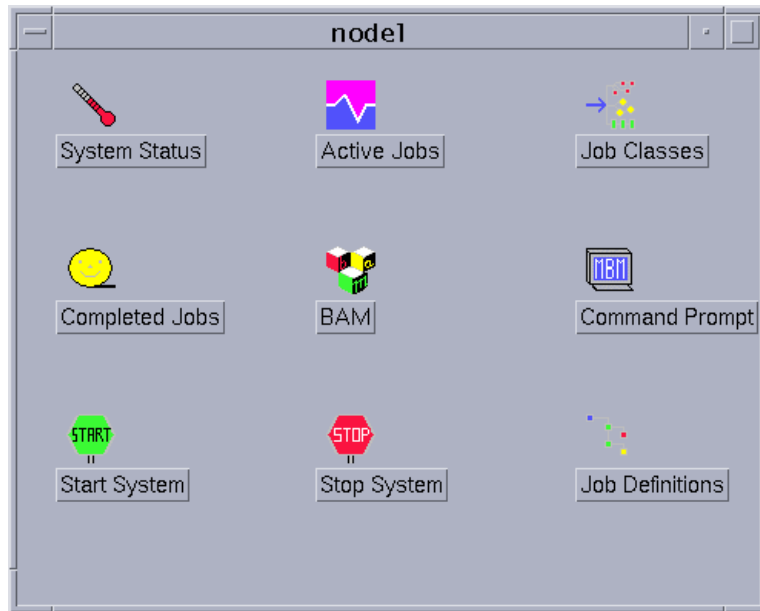 node1
System Status
Active Jobs
Job Classes
b a m
MBM
Completed Jobs
BAM
Command Prompt
START
STOP
Start System
Stop System
Job Definitions